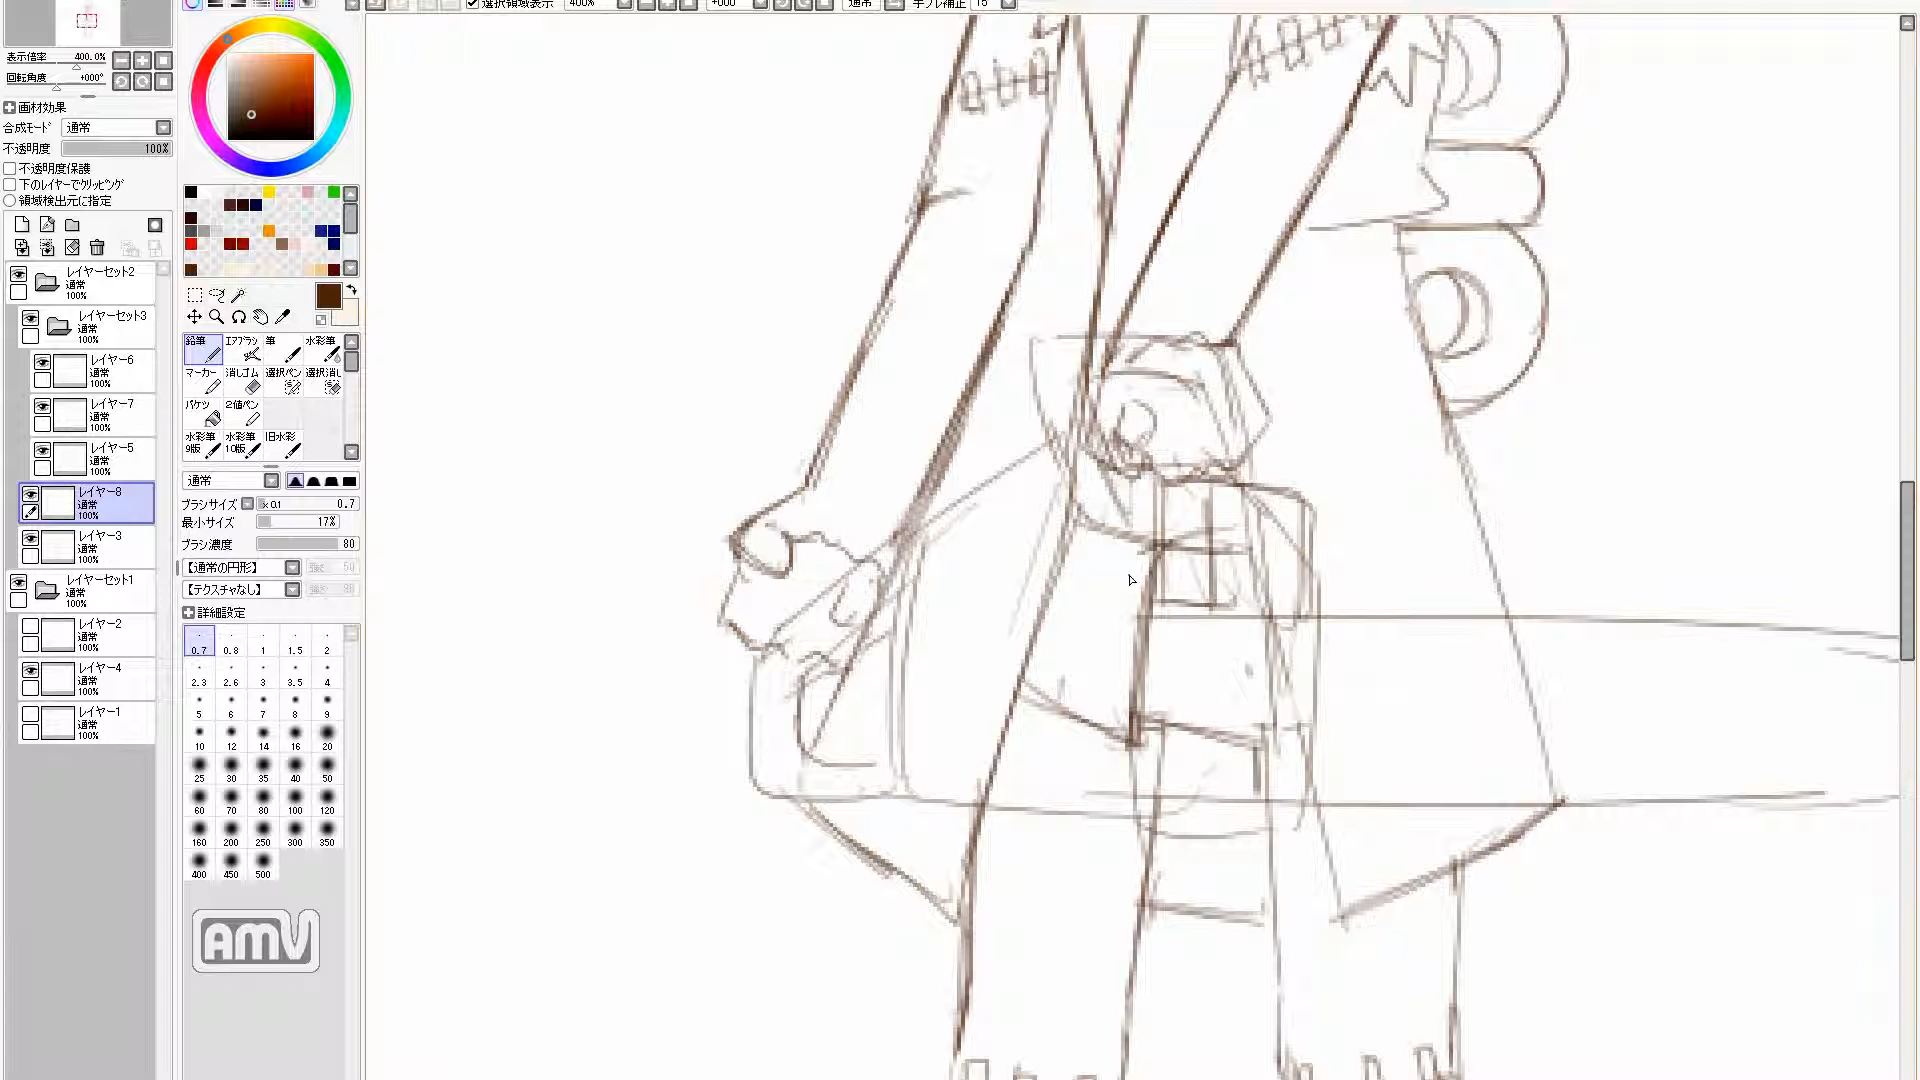 選択領域表示 400% +000° 通常 手ブレ補正 15
表示倍率 400.0%
回転角度 +000°
画材効果
合成モード 通常
不透明度 100%
不透明度保護
下のレイヤーでクリッピング
領域検出元に指定
レイヤーセット2
通常
100%
レイヤーセット3
通常
100%
レイヤー6
通常
100%
レイヤー7
通常
100%
レイヤー5
通常
100%
レイヤー8
通常
100%
レイヤー3
通常
100%
レイヤーセット1
通常
100%
レイヤー2
通常
100%
レイヤー4
通常
100%
レイヤー1
通常
100%
鉛筆 エアブラシ 筆 水彩筆
マーカー 消しゴム 選択ペン 選択消し
バケツ 2値ペン
水彩筆 水彩筆 旧水彩
9版 10版
通常
ブラシサイズ x0.1 0.7
最小サイズ 17%
ブラシ濃度 80
【通常の円形】 強さ 50
【テクスチャなし】
詳細設定
0.7 0.8 1 1.5 2
2.3 2.6 3 3.5 4
5 6 7 8 9
10 12 14 16 20
25 30 35 40 50
60 70 80 100 120
160 200 250 300 350
400 450 500
AMV